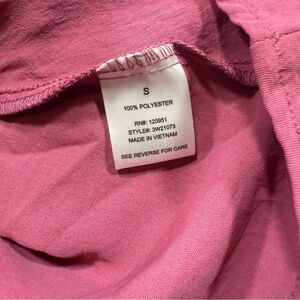 S
100% POLYESTER
RN#: 120951
STYLE#: 3W21073
MADE IN VIETNAM
SEE REVERSE FOR CARE